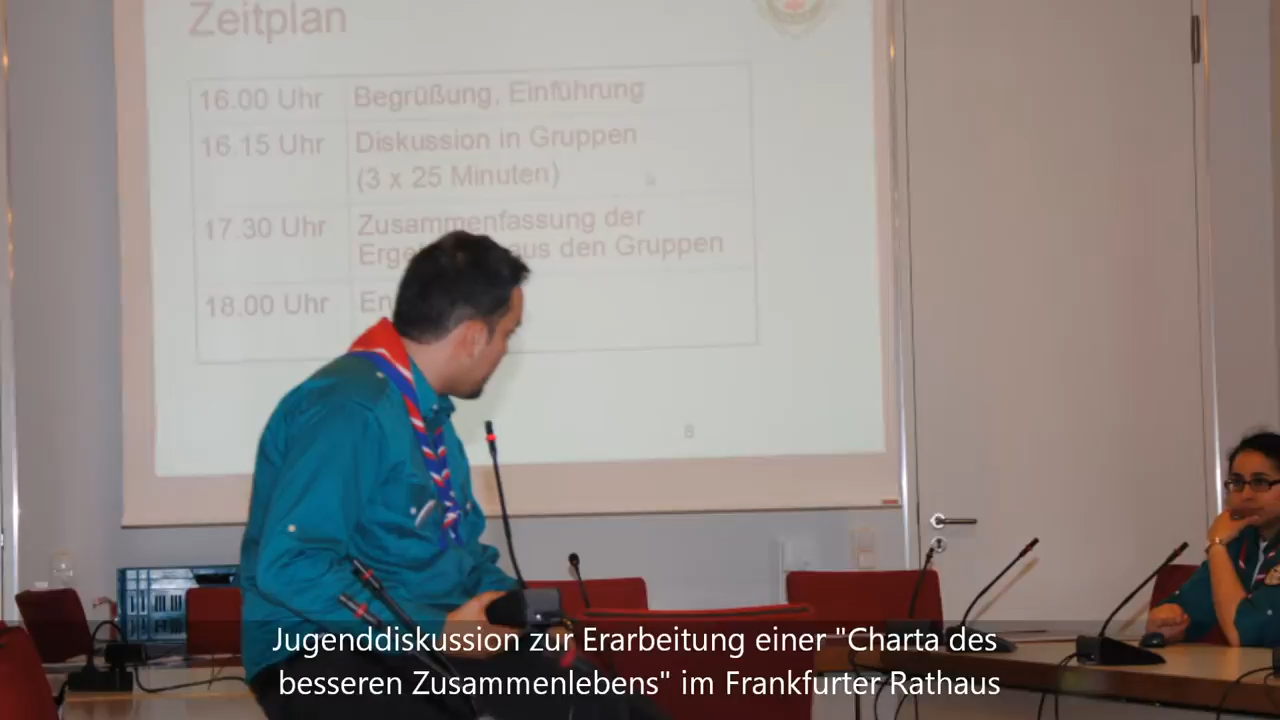 Zeitplan
16.00 Uhr Begrüßung, Einführung
16.15 Uhr Diskussion in Gruppen
(3 x 25 Minuten)
17.30 Uhr Zusammenfassung der
aus den Gruppen
18.00 Uhr
8
Jugenddiskussion zur Erarbeitung einer "Charta des
besseren Zusammenlebens" im Frankfurter Rathaus